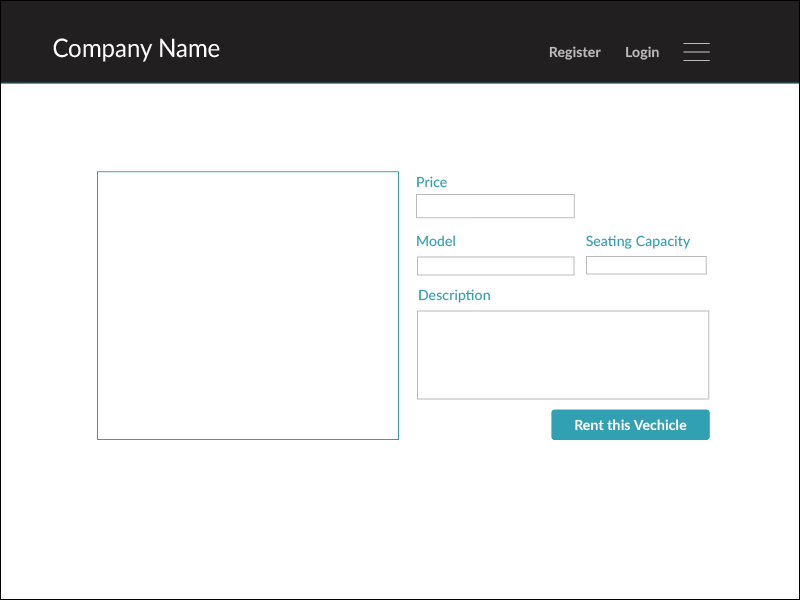 Company Name
Register
Login
Price
Model
Seating Capacity
Description
Rent this Vechicle